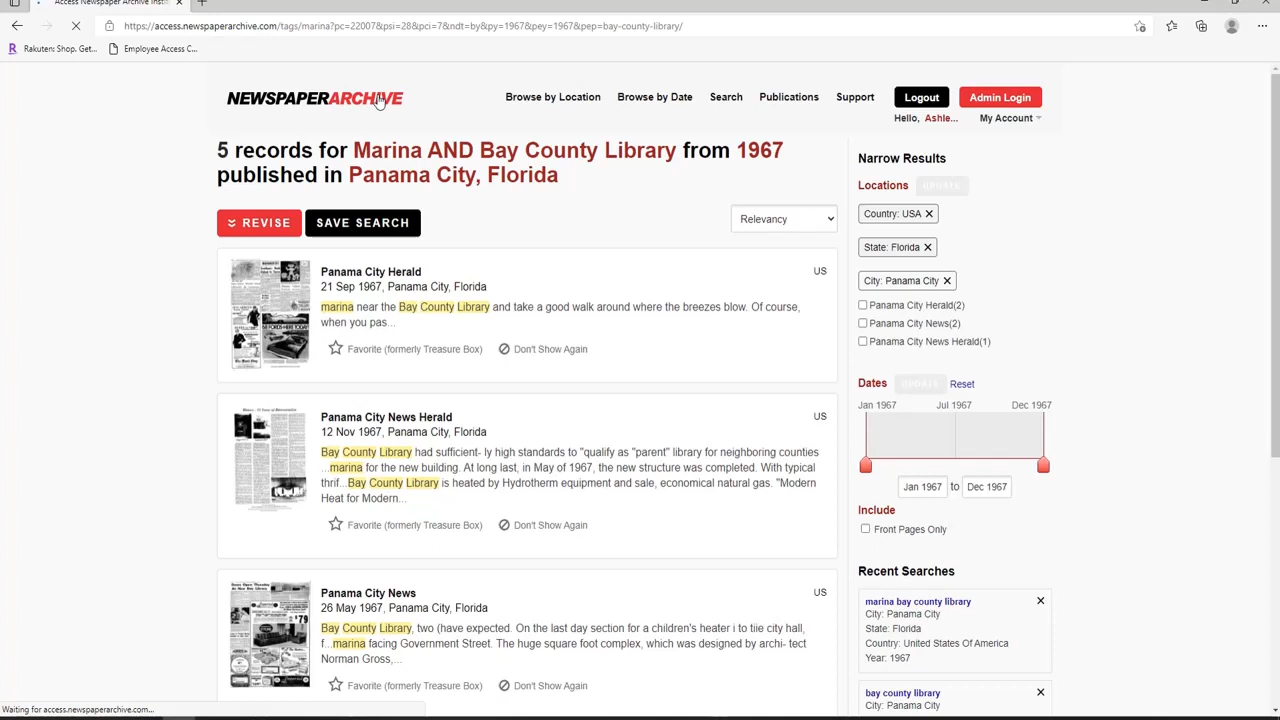 Access Newspaper Archive Instit
https://access.newspaperarchive.com/tags/marina?pc=22007&psi=28&pci=7&ndt=by&py=1967&pey=1967&pep=bay-county-library/
Rakuten: Shop. Get...
Employee Access C...
NEWSPAPERARCHIVE
Browse by Location
Browse by Date
Search
Publications
Support
Logout
Admin Login
Hello, Ashle...
My Account
5 records for Marina AND Bay County Library from 1967
published in Panama City, Florida
REVISE
SAVE SEARCH
Relevancy
Panama City Herald
US
21 Sep 1967, Panama City, Florida
marina near the Bay County Library and take a good walk around where the breezes blow. Of course,
when you pas...
Favorite (formerly Treasure Box)
Don't Show Again
Panama City News Herald
US
12 Nov 1967, Panama City, Florida
Bay County Library had sufficient- ly high standards to "qualify as "parent" library for neighboring counties
...marina for the new building. At long last, in May of 1967, the new structure was completed. With typical
thrif...Bay County Library is heated by Hydrotherm equipment and sale, economical natural gas. "Modern
Heat for Modern...
Favorite (formerly Treasure Box)
Don't Show Again
Panama City News
US
26 May 1967, Panama City, Florida
Bay County Library, two (have expected. On the last day section for a children's heater i to tie city hall,
f...marina facing Government Street. The huge square foot complex, which was designed by archi- tect
Norman Gross,...
Favorite (formerly Treasure Box)
Don't Show Again
Narrow Results
Locations
UPDATE
Country: USA
State: Florida
City: Panama City
Panama City Herald(2)
Panama City News(2)
Panama City News Herald(1)
Dates
UPDATE
Reset
Jan 1967
Jul 1967
Dec 1967
Jan 1967 to Dec 1967
Include
Front Pages Only
Recent Searches
marina bay county library
City: Panama City
State: Florida
Country: United States Of America
Year: 1967
bay county library
City: Panama City
Waiting for access.newspaperarchive.com...